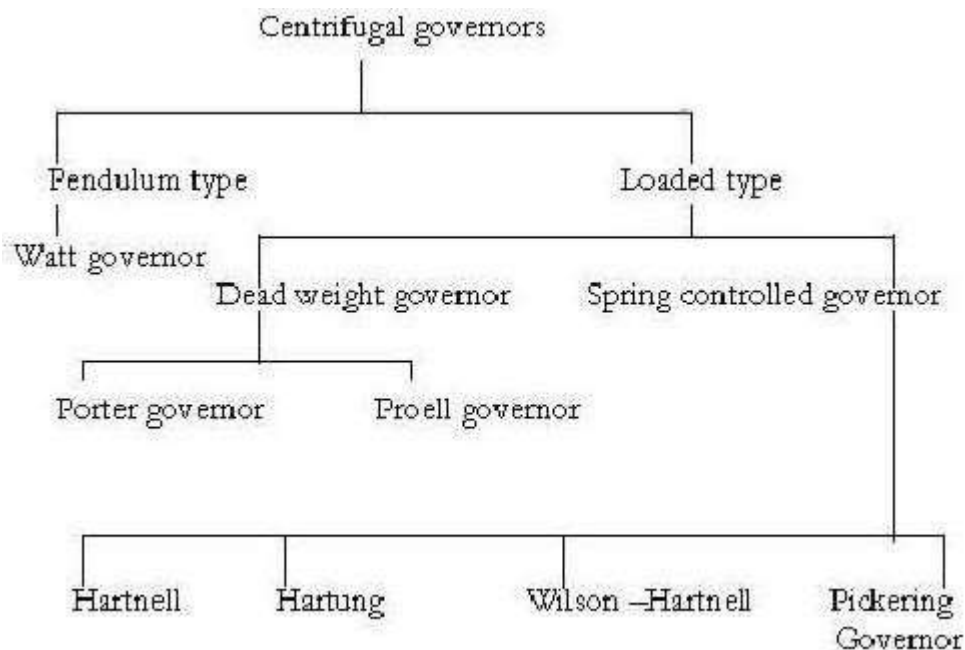 Centrifugal governors
Pendulum type
Loaded type
Watt governor
Dead weight governor
Spring controlled governor
Porter governor
Proell governor
Hartnell
Hartung
Wilson –Hartnell
Pickering
Governor